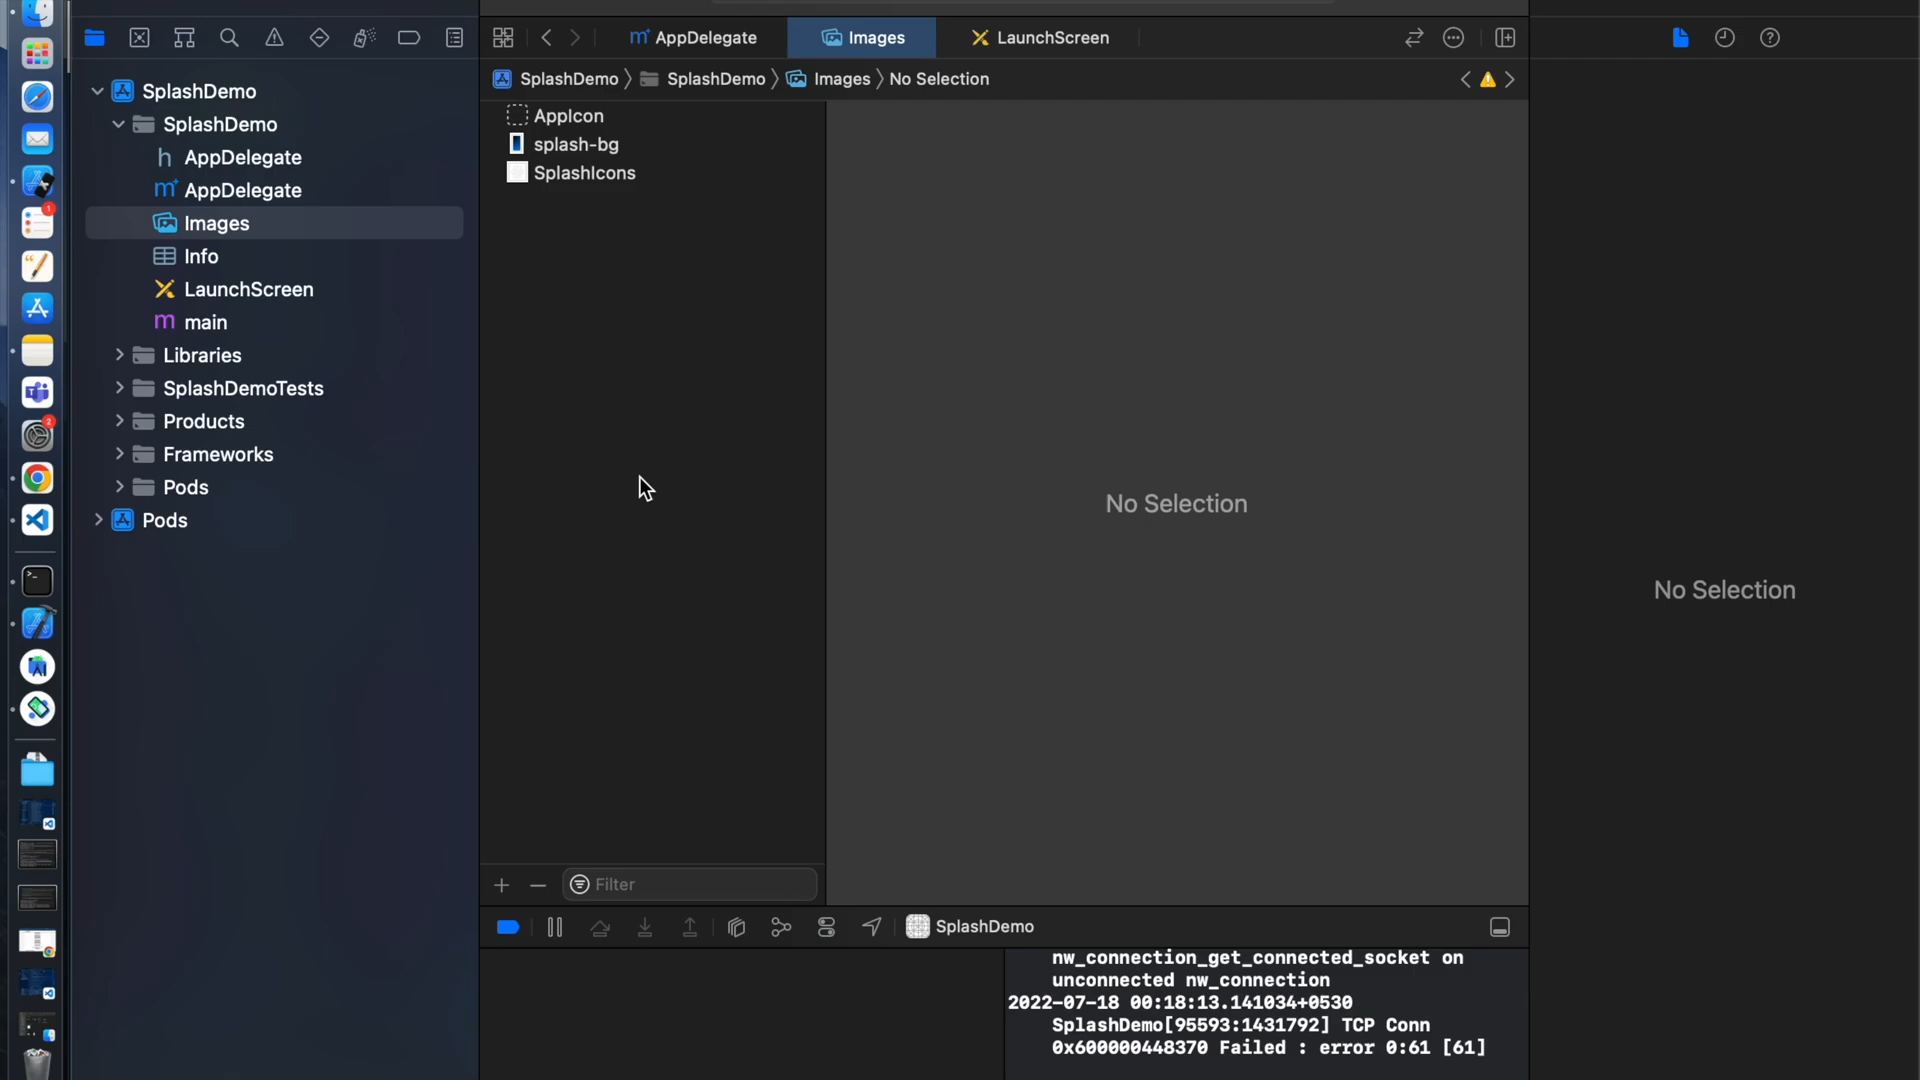 AppDelegate
Images
LaunchScreen
SplashDemo
SplashDemo
Images
No Selection
SplashDemo
SplashDemo
AppDelegate
AppDelegate
Images
Info
LaunchScreen
main
Libraries
SplashDemoTests
Products
Frameworks
Pods
Pods
AppIcon
splash-bg
SplashIcons
No Selection
No Selection
Filter
SplashDemo
nw_connection_get_connected_socket on
unconnected nw_connection
2022-07-18 00:18:13.141034+0530
SplashDemo[95593:1431792] TCP Conn
0x600000448370 Failed : error 0:61 [61]
1
2